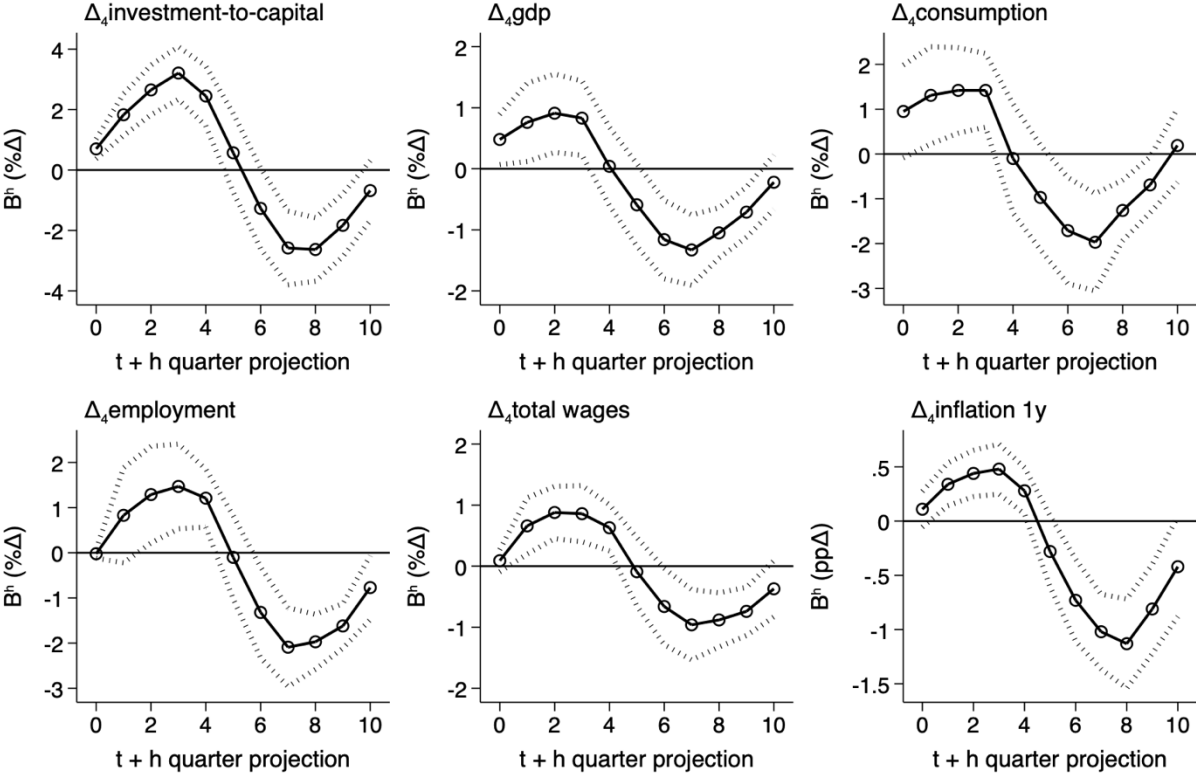 Δ₄investment-to-capital
Bʰ (%Δ)
4
2
0
-2
-4
0 2 4 6 8 10
t + h quarter projection
Δ₄gdp
Bʰ (%Δ)
2
1
0
-1
-2
0 2 4 6 8 10
t + h quarter projection
Δ₄consumption
Bʰ (%Δ)
2
1
0
-1
-2
-3
0 2 4 6 8 10
t + h quarter projection
Δ₄employment
Bʰ (%Δ)
2
1
0
-1
-2
-3
0 2 4 6 8 10
t + h quarter projection
Δ₄total wages
Bʰ (%Δ)
2
1
0
-1
-2
0 2 4 6 8 10
t + h quarter projection
Δ₄inflation 1y
Bʰ (ppΔ)
.5
0
-.5
-1
-1.5
0 2 4 6 8 10
t + h quarter projection